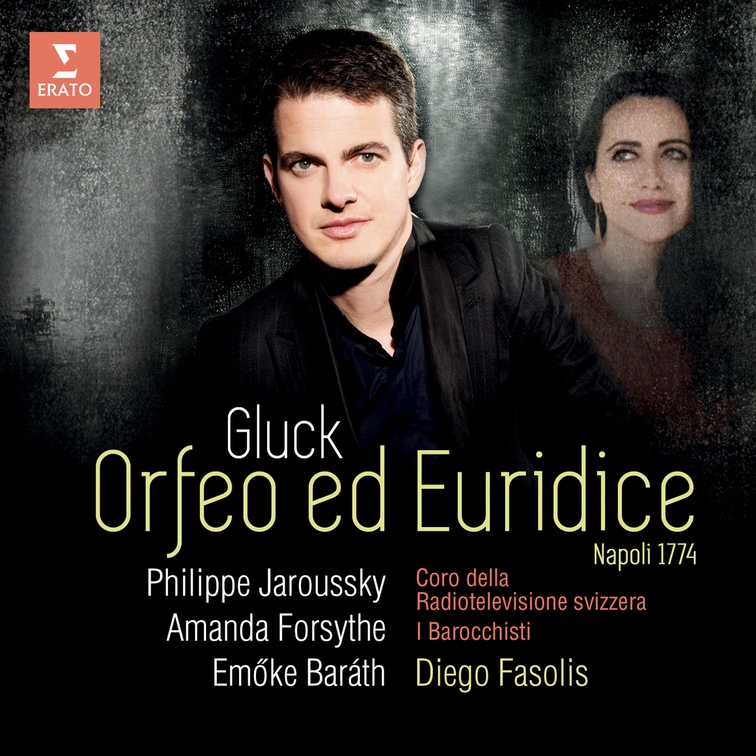 ERATO
Gluck
Orfeo ed Euridice
Napoli 1774
Philippe Jaroussky
Amanda Forsythe
Emőke Baráth
Coro della
Radiotelevisione svizzera
I Barocchisti
Diego Fasolis